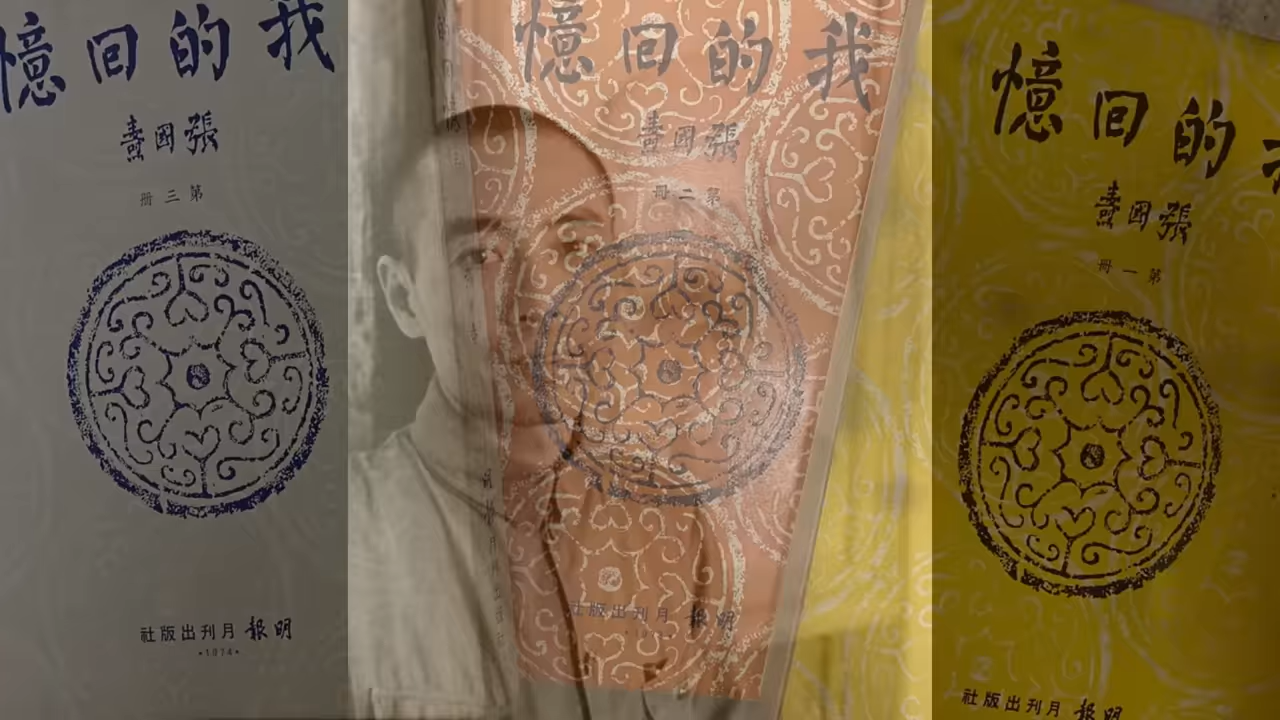 我的回憶
張國燾
第三冊
明報月刊出版社
•1974•
我的回憶
張國燾
第二冊
明報月刊出版社
我的回憶
張國燾
第一冊
明報月刊出版社